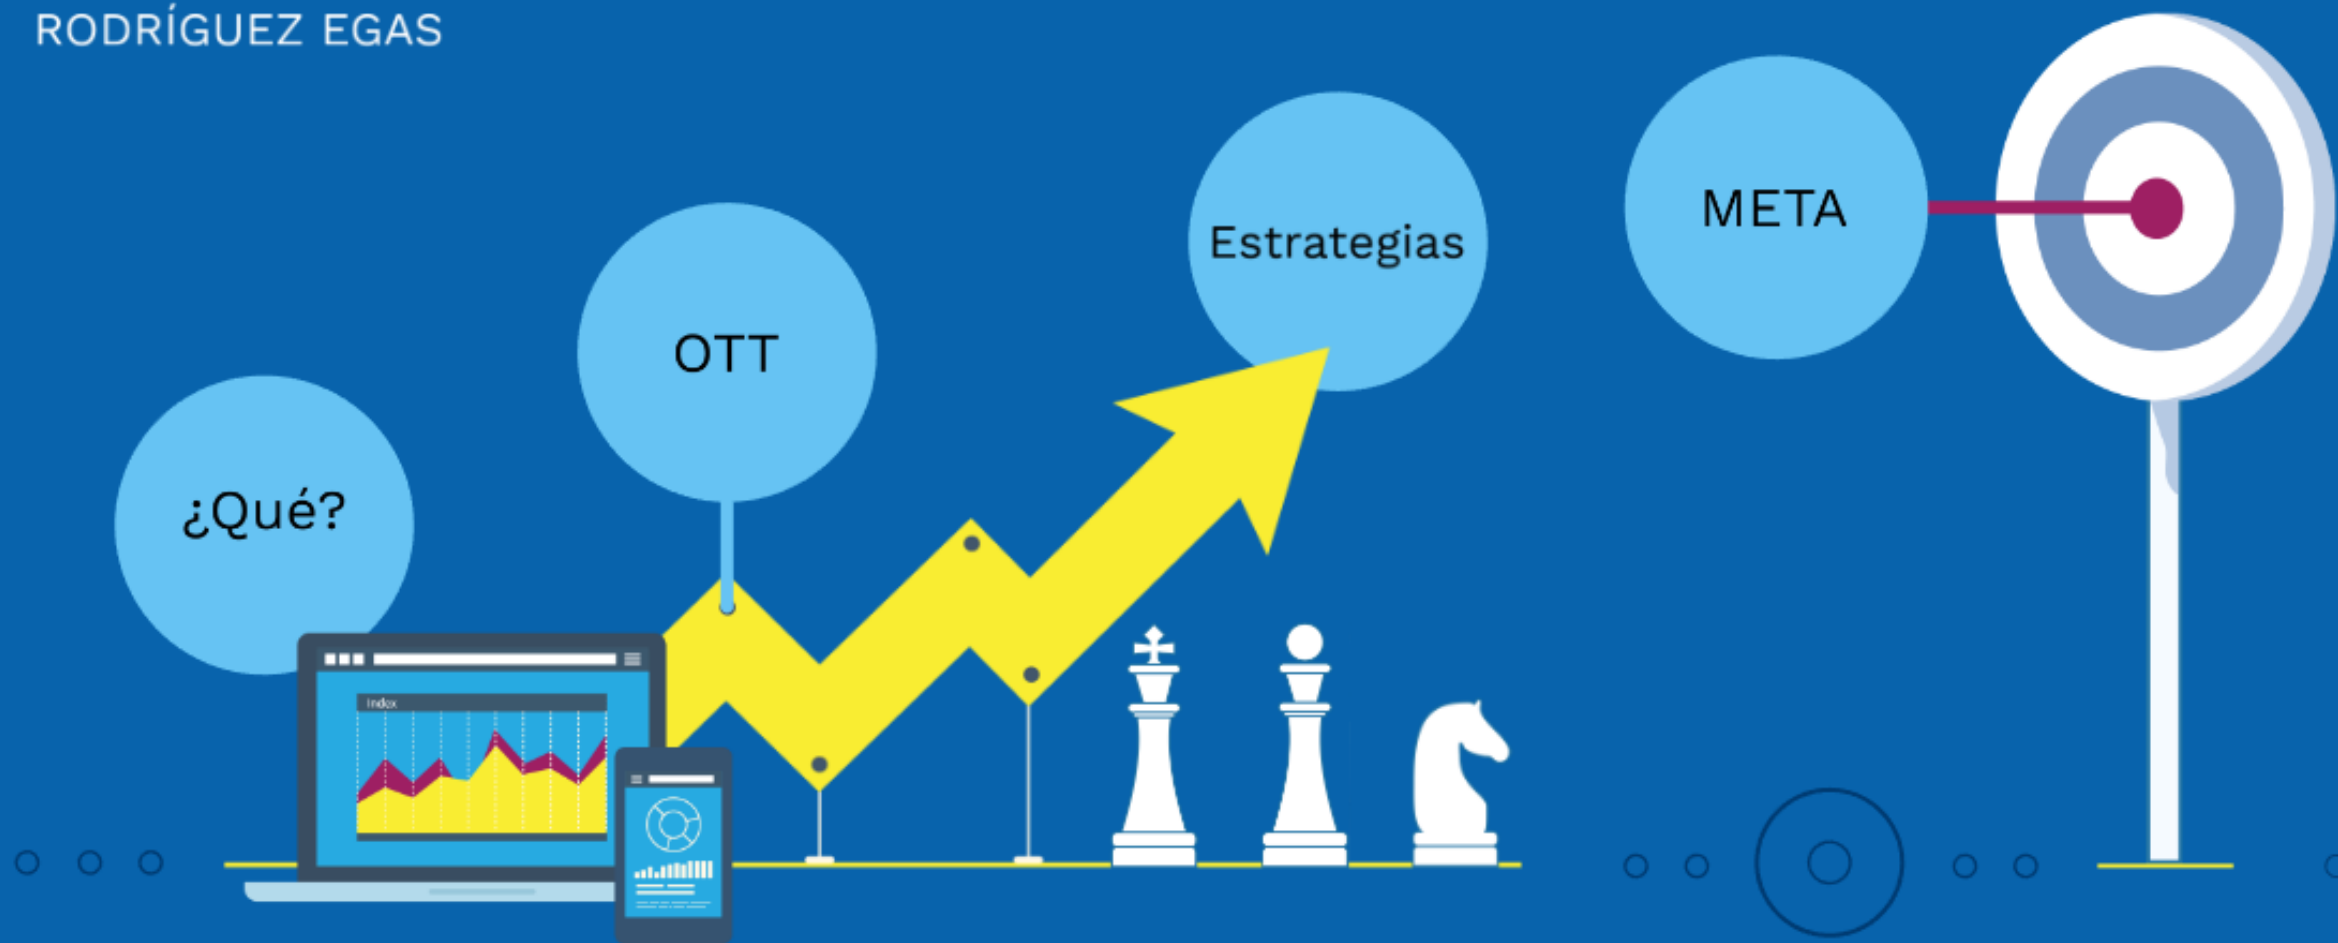 RODRÍGUEZ EGAS
META
Estrategias
OTT
¿Qué?
Index